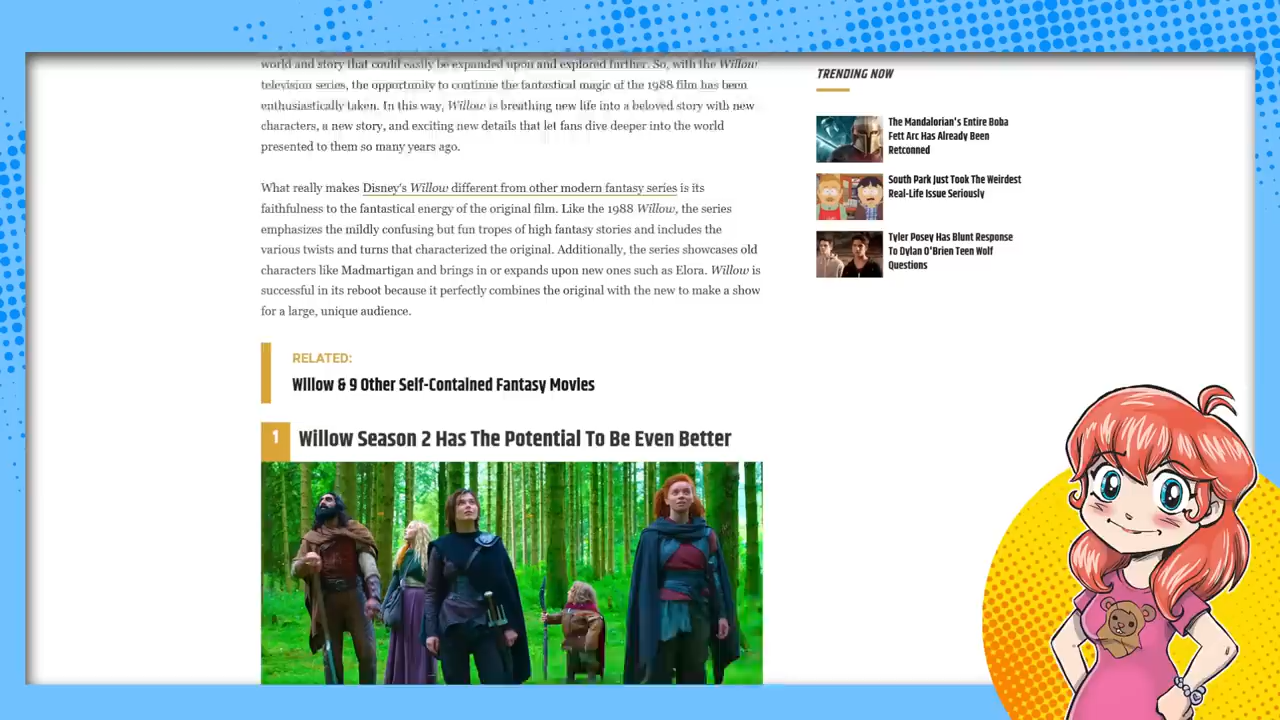 world and story that could easily be expanded upon and explored further. So, with the Willow
television series, the opportunity to continue the fantastical magic of the 1988 film has been
enthusiastically taken. In this way, Willow is breathing new life into a beloved story with new
characters, a new story, and exciting new details that let fans dive deeper into the world
presented to them so many years ago.
What really makes Disney's Willow different from other modern fantasy series is its
faithfulness to the fantastical energy of the original film. Like the 1988 Willow, the series
emphasizes the mildly confusing but fun tropes of high fantasy stories and includes the
various twists and turns that characterized the original. Additionally, the series showcases old
characters like Madmartigan and brings in or expands upon new ones such as Elora. Willow is
successful in its reboot because it perfectly combines the original with the new to make a show
for a large, unique audience.
RELATED:
Willow & 9 Other Self-Contained Fantasy Movies
1 Willow Season 2 Has The Potential To Be Even Better
TRENDING NOW
The Mandalorian's Entire Boba
Fett Arc Has Already Been
Retconned
South Park Just Took The Weirdest
Real-Life Issue Seriously
Tyler Posey Has Blunt Response
To Dylan O'Brien Teen Wolf
Questions